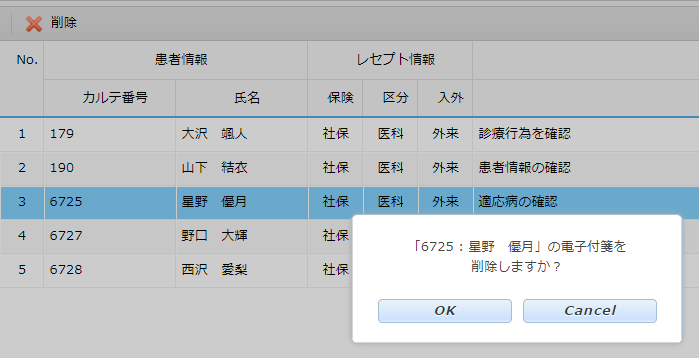 削除
No. 患者情報 レセプト情報
カルテ番号 氏名 保険 区分 入外
1 179 大沢　颯人 社保 医科 外来 診療行為を確認
2 190 山下　結衣 社保 医科 外来 患者情報の確認
3 6725 星野　優月 社保 医科 外来 適応病の確認
4 6727 野口　大輝 社保
5 6728 西沢　愛梨 社保
「6725：星野　優月」の電子付箋を
削除しますか？
OK Cancel